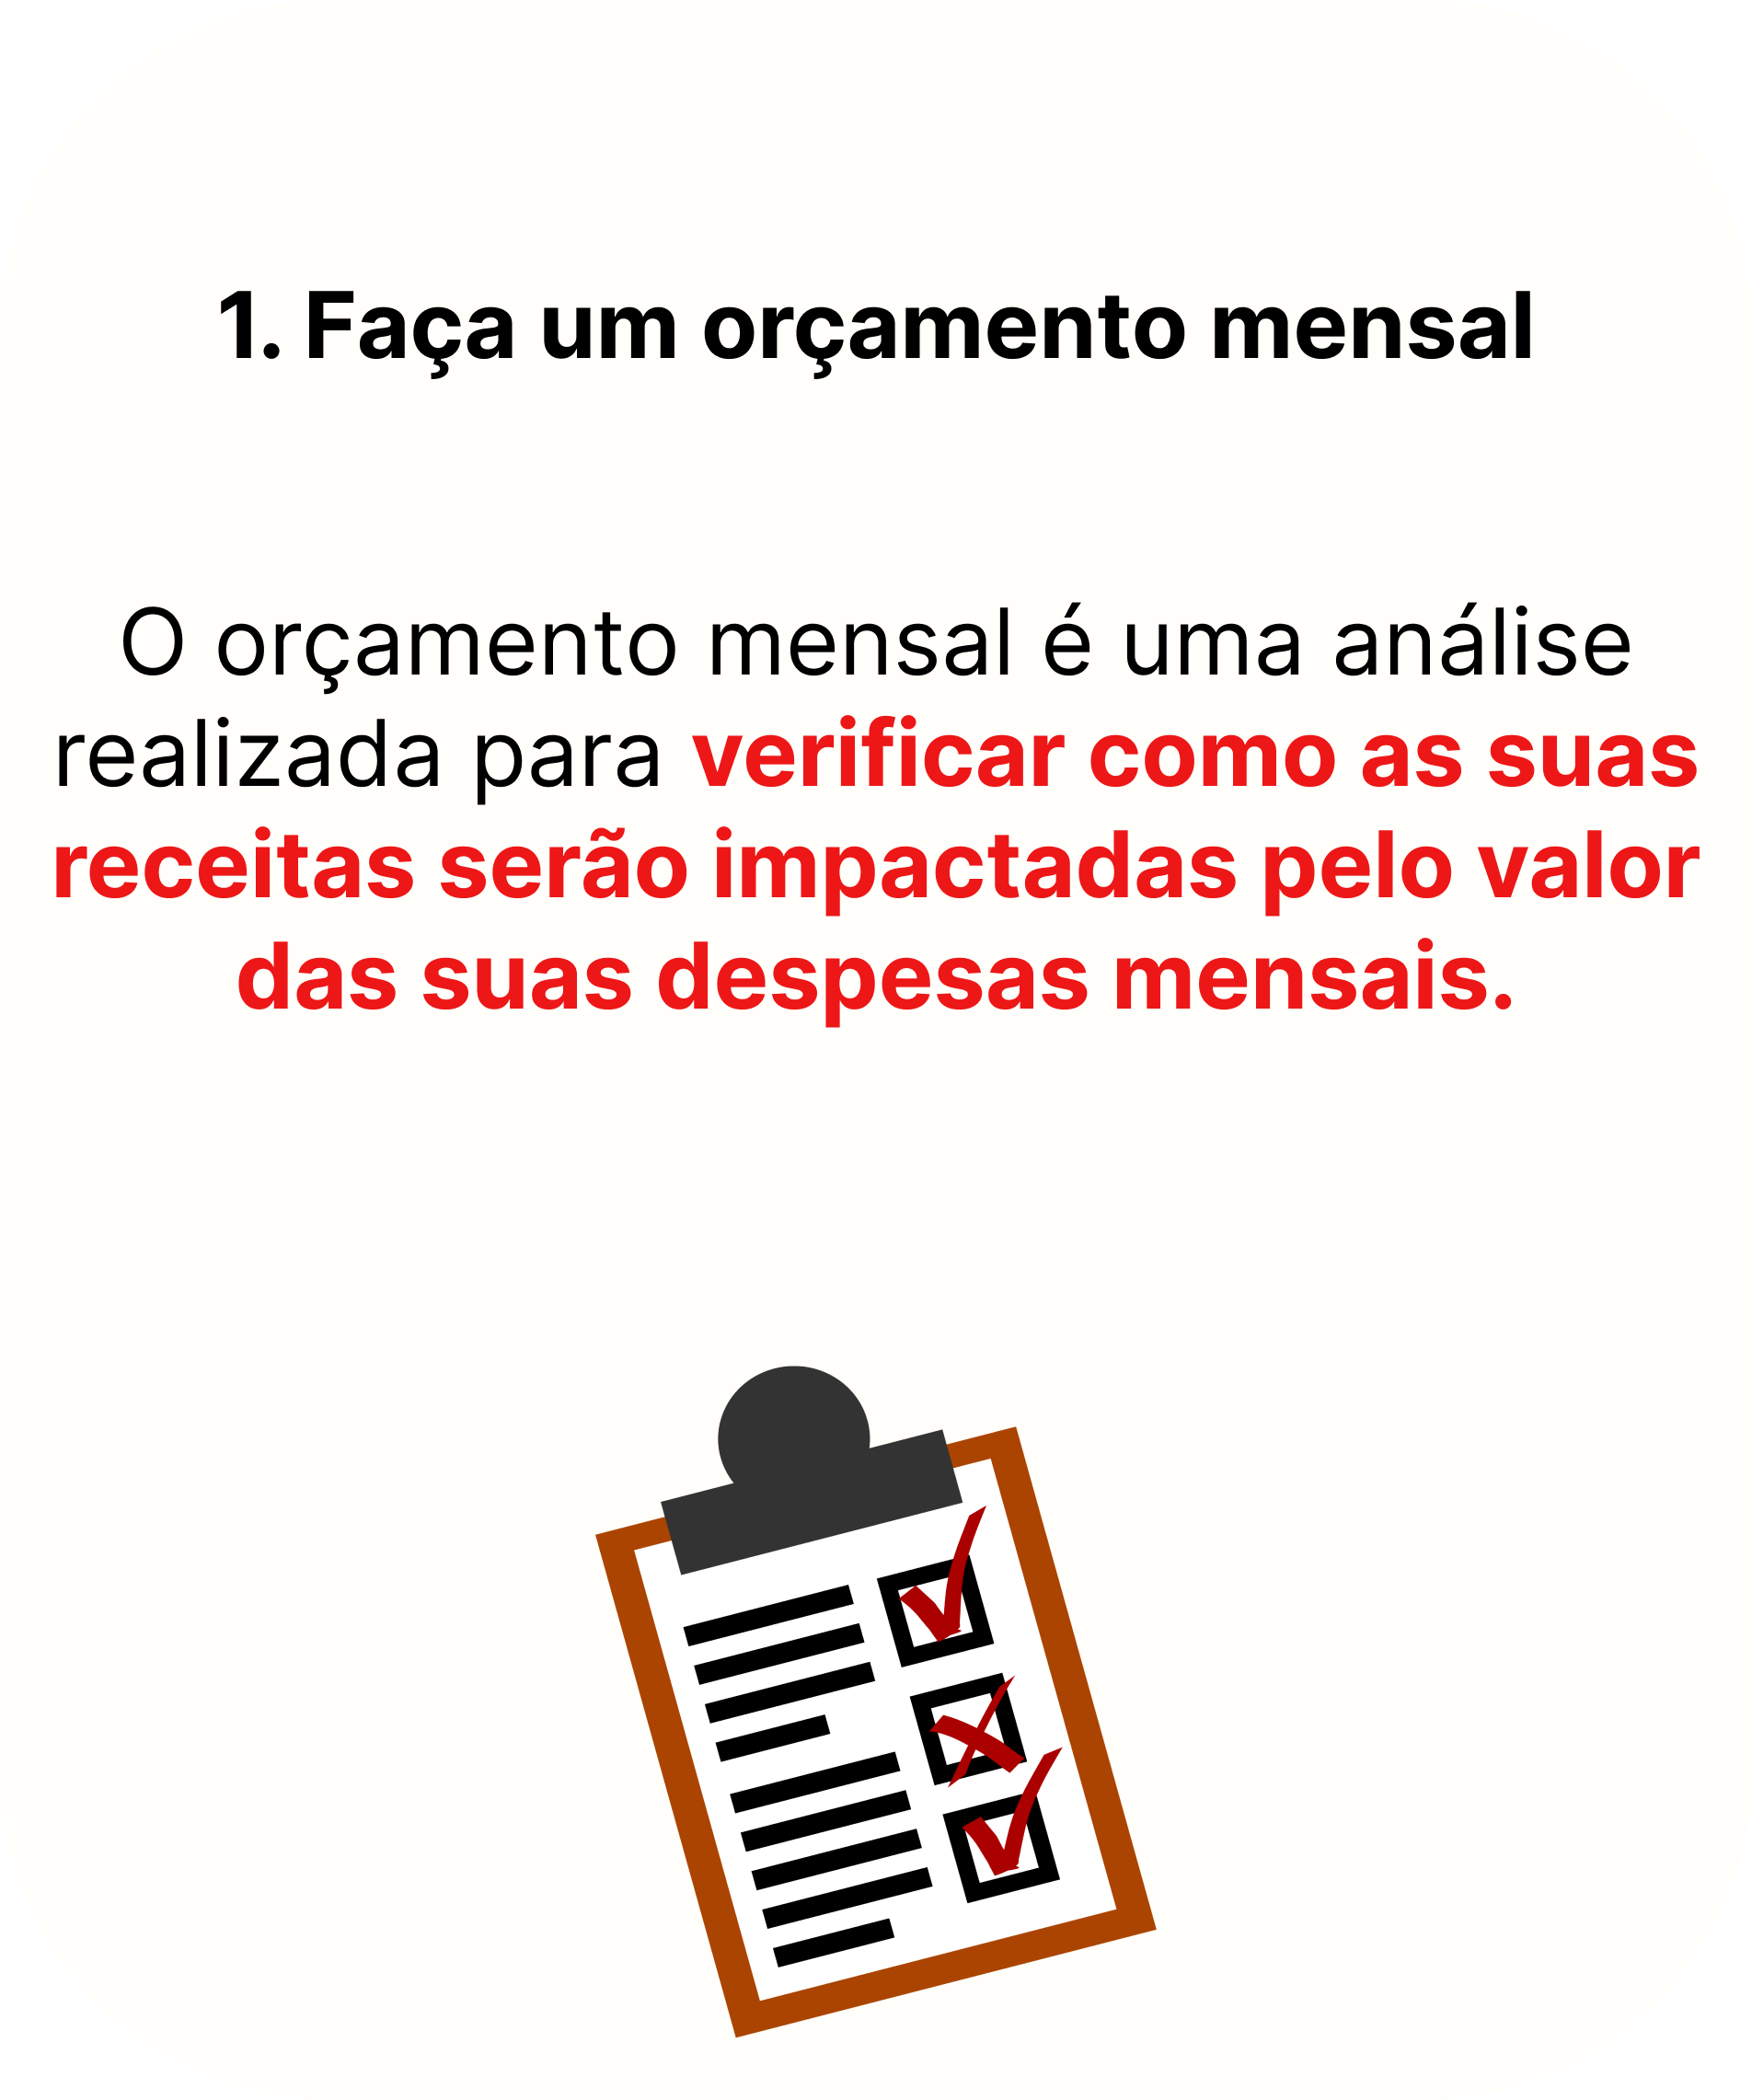 1. Faça um orçamento mensal
O orçamento mensal é uma análise
realizada para verificar como as suas
receitas serão impactadas pelo valor
das suas despesas mensais.